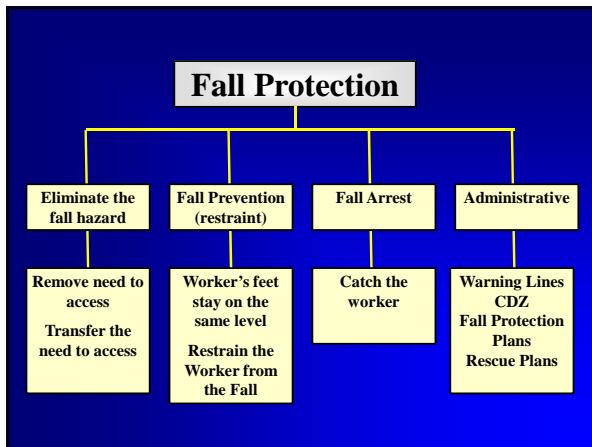 Fall Protection
Eliminate the
fall hazard
Fall Prevention
(restraint)
Fall Arrest
Administrative
Remove need to
access
Transfer the
need to access
Worker's feet
stay on the
same level
Restrain the
Worker from
the Fall
Catch the
worker
Warning Lines
CDZ
Fall Protection
Plans
Rescue Plans